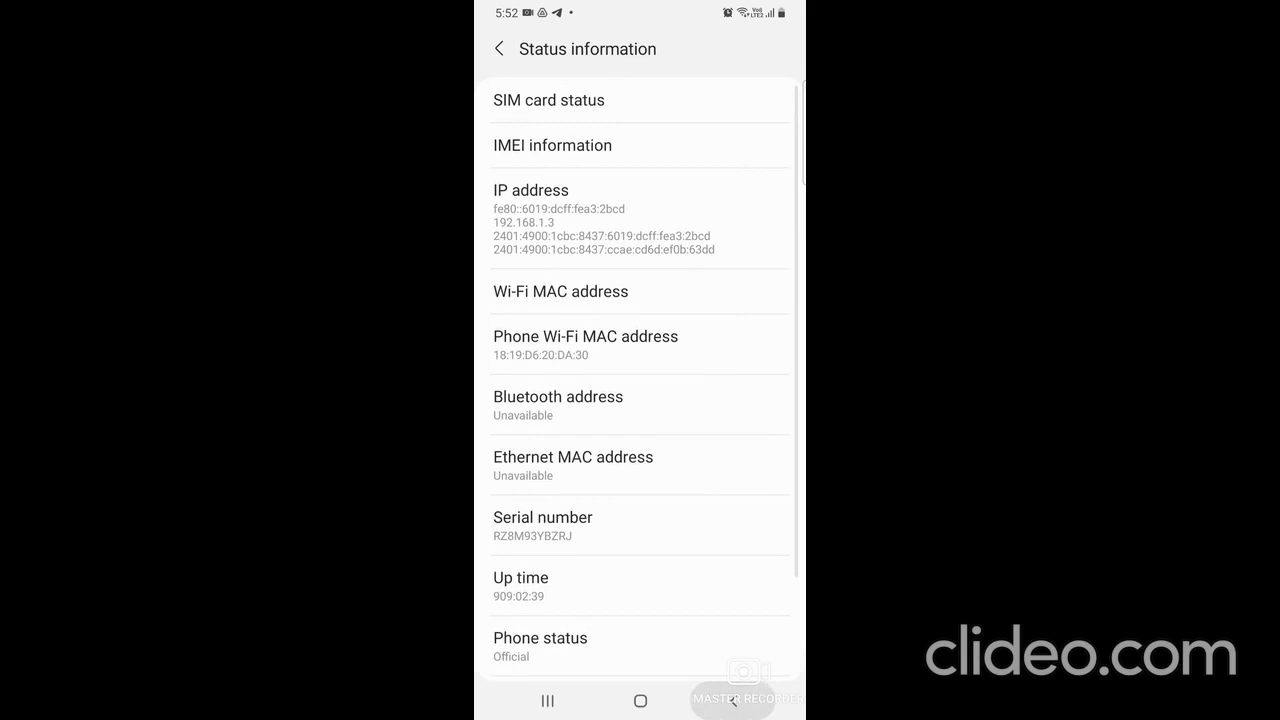 5:52
Status information
SIM card status
IMEI information
IP address
fe80::6019:dcff:fea3:2bcd
192.168.1.3
2401:4900:1cbc:8437:6019:dcff:fea3:2bcd
2401:4900:1cbc:8437:ccae:cd6d:ef0b:63dd
Wi-Fi MAC address
Phone Wi-Fi MAC address
18:19:D6:20:DA:30
Bluetooth address
Unavailable
Ethernet MAC address
Unavailable
Serial number
RZ8M93YBZRJ
Up time
909:02:39
Phone status
Official
MASTER RECORDER
clideo.com